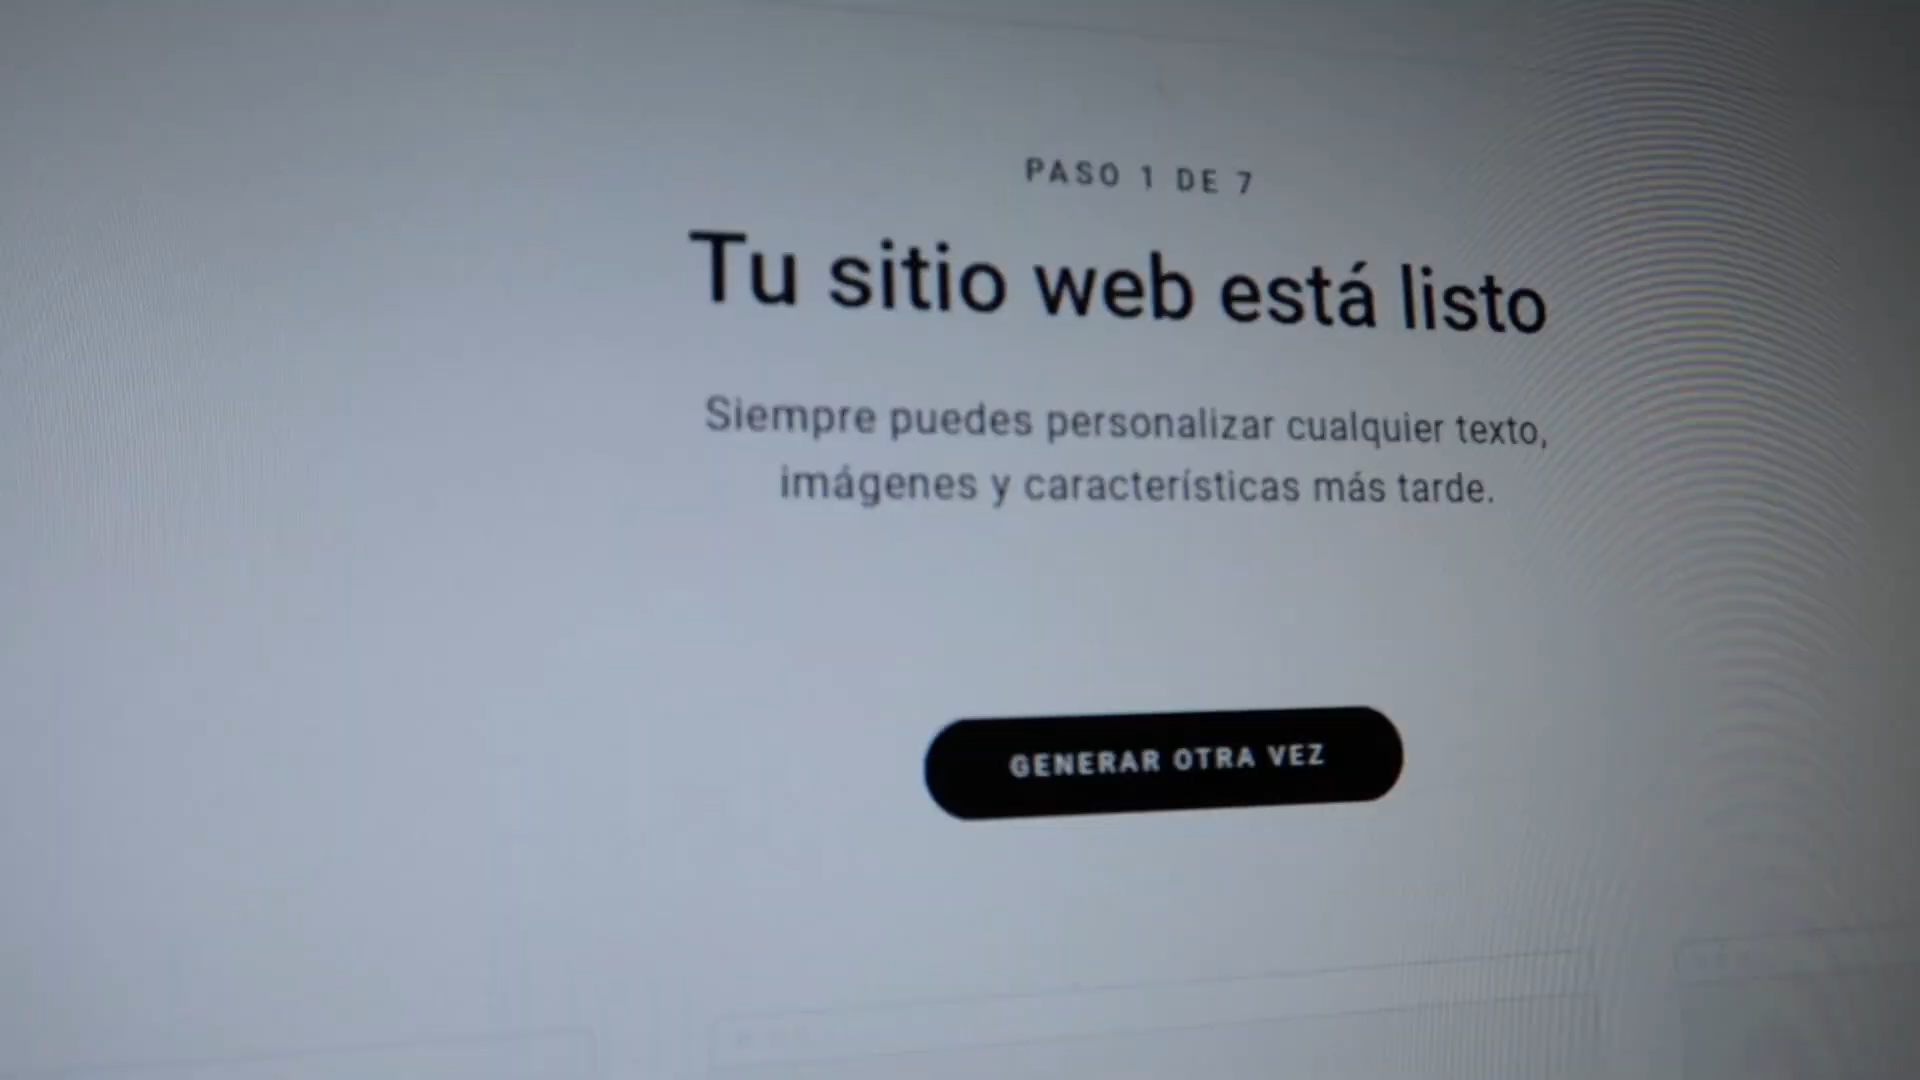 PASO 1 DE 7
Tu sitio web está listo
Siempre puedes personalizar cualquier texto,
imágenes y características más tarde.
GENERAR OTRA VEZ